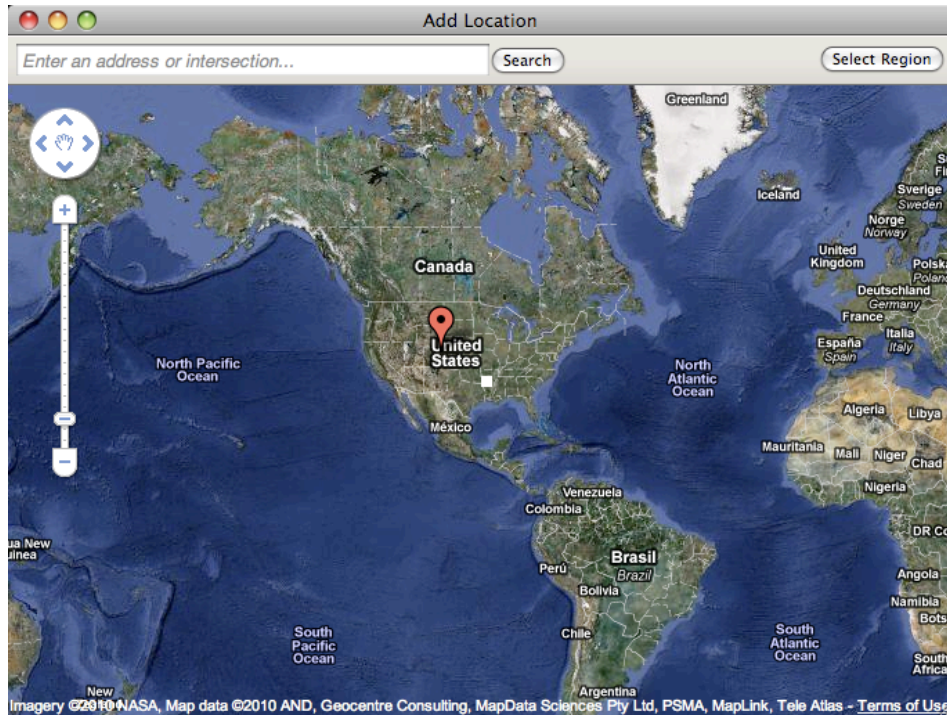 Add Location
Enter an address or intersection...
Search
Select Region
Greenland
Iceland
Sverige
Sweden
Norge
Norway
United
Kingdom
Polsk
Poland
Deutschland
Germany
France
Italia
Italy
España
Spain
Canada
United
States
North Pacific
Ocean
North
Atlantic
Ocean
México
Algeria
Libya
Mauritania
Mali
Niger
Chad
Nigeria
Venezuela
Colombia
DR Co
ua New
uinea
Perú
Brasil
Brazil
Bolivia
Angola
Namibia
Bots
South
Pacific
Ocean
Chile
South
Atlantic
Ocean
South
Africa
New
Argentina
Imagery ©2010 NASA, Map data ©2010 AND, Geocentre Consulting, MapData Sciences Pty Ltd, PSMA, MapLink, Tele Atlas - Terms of Use